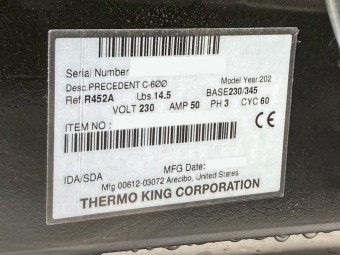 Serial Number
Desc.PRECEDENT C-600 Model Year 202
Ref.R452A Lbs.14.5 BASE230/345
VOLT 230 AMP 50 PH 3 CYC 60
ITEM NO:
CE
IDA/SDA MFG Date:
Mfg 00612-03072 Arecibo, United States
THERMO KING CORPORATION